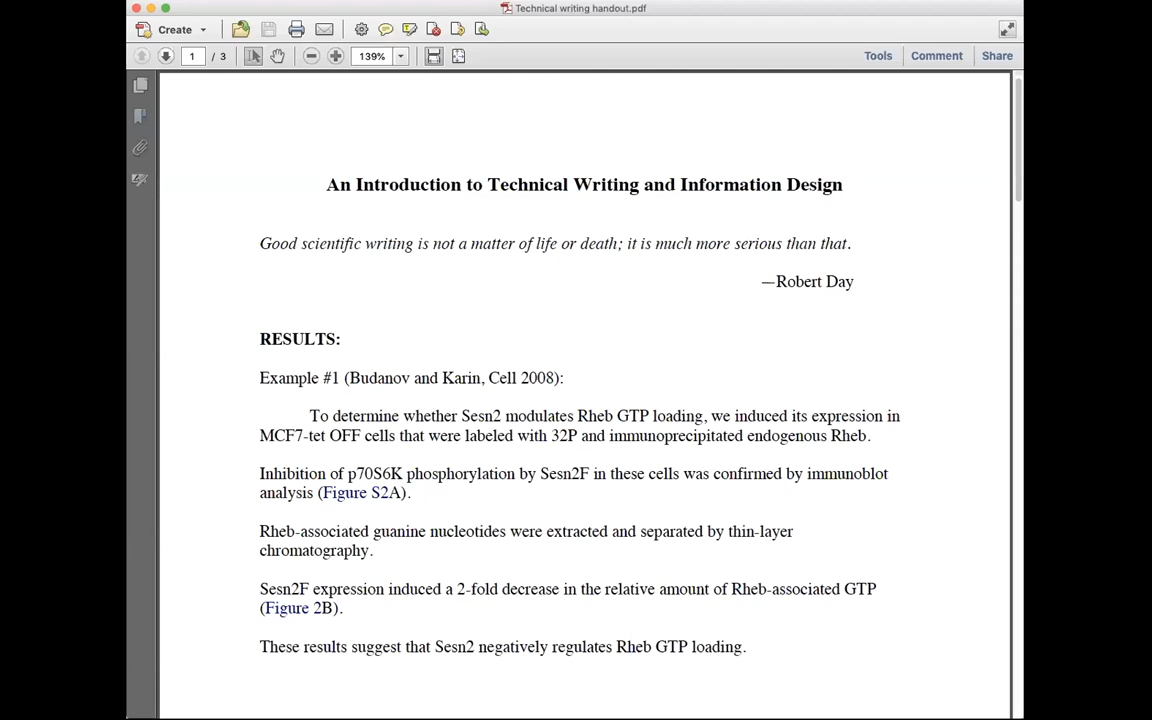 Technical writing handout.pdf
Create
1 / 3
139%
Tools
Comment
Share
An Introduction to Technical Writing and Information Design
Good scientific writing is not a matter of life or death; it is much more serious than that.
—Robert Day
RESULTS:
Example #1 (Budanov and Karin, Cell 2008):
To determine whether Sesn2 modulates Rheb GTP loading, we induced its expression in
MCF7-tet OFF cells that were labeled with 32P and immunoprecipitated endogenous Rheb.
Inhibition of p70S6K phosphorylation by Sesn2F in these cells was confirmed by immunoblot
analysis (Figure S2A).
Rheb-associated guanine nucleotides were extracted and separated by thin-layer
chromatography.
Sesn2F expression induced a 2-fold decrease in the relative amount of Rheb-associated GTP
(Figure 2B).
These results suggest that Sesn2 negatively regulates Rheb GTP loading.